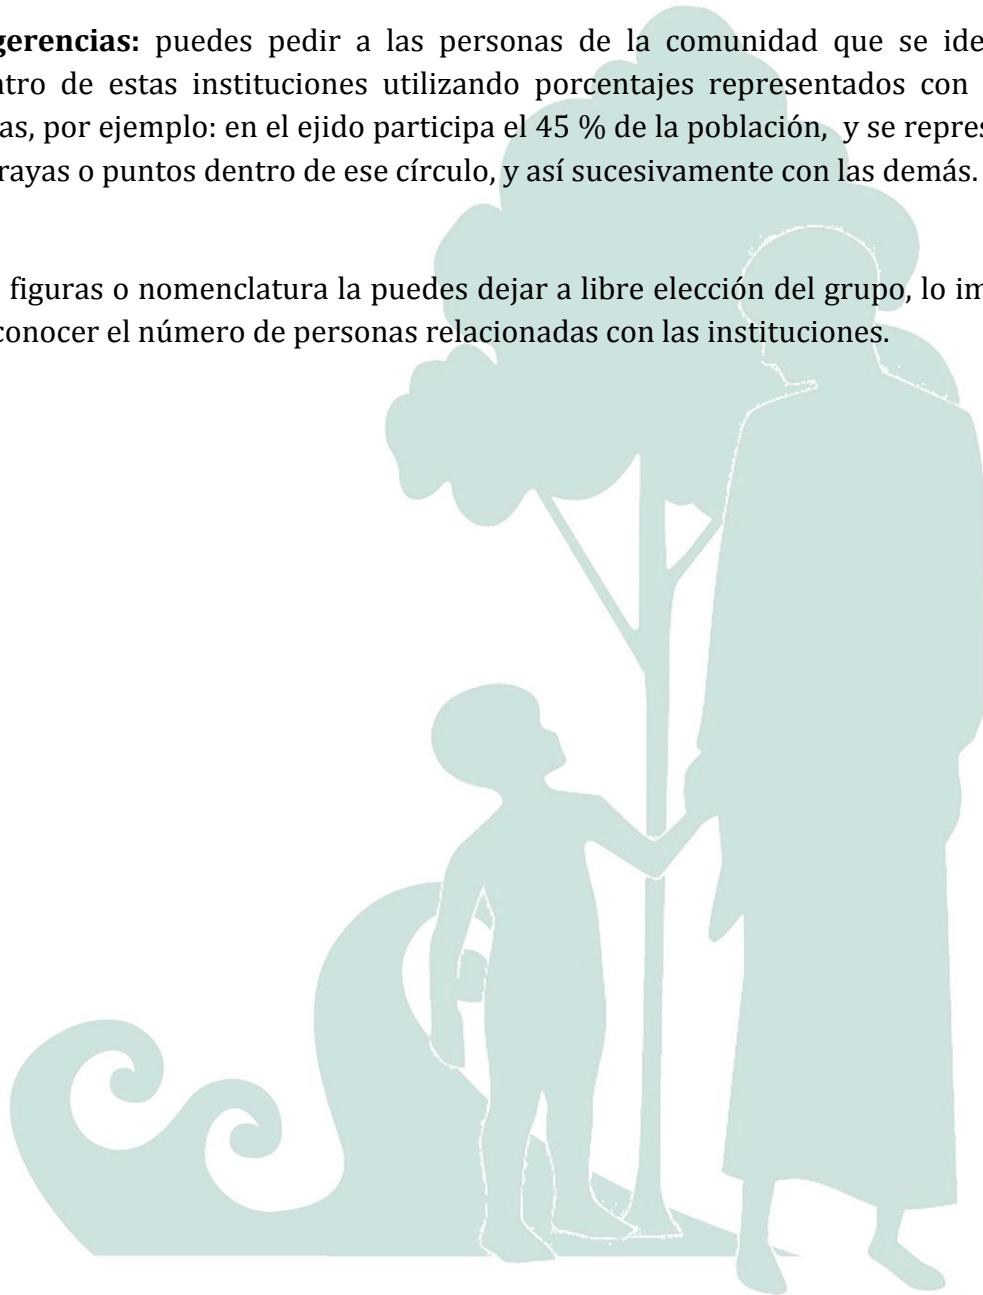 gerencias: puedes pedir a las personas de la comunidad que se ide
ntro de estas instituciones utilizando porcentajes representados con
as, por ejemplo: en el ejido participa el 45 % de la población, y se repres
rayas o puntos dentro de ese círculo, y así sucesivamente con las demás.
figuras o nomenclatura la puedes dejar a libre elección del grupo, lo im
conocer el número de personas relacionadas con las instituciones.